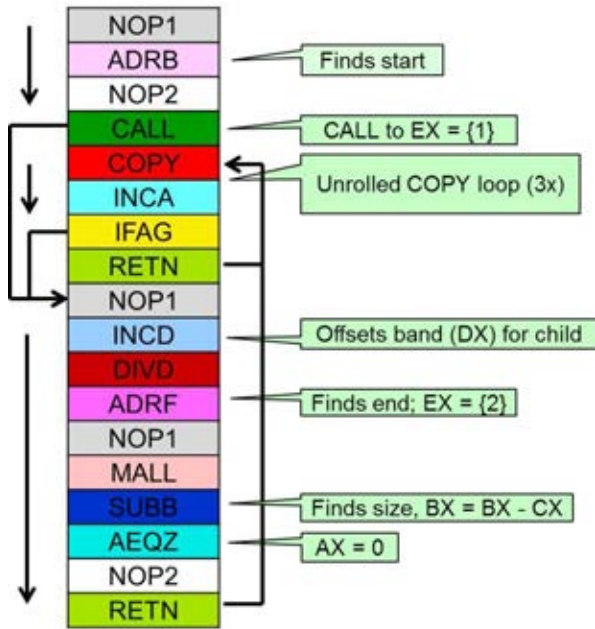 NOP1
ADRB
Finds start
NOP2
CALL
CALL to EX = {1}
COPY
Unrolled COPY loop (3x)
INCA
IFAG
RETN
NOP1
INCD
Offsets band (DX) for child
DIVD
ADRF
Finds end; EX = {2}
NOP1
MALL
SUBB
Finds size, BX = BX - CX
AEQZ
AX = 0
NOP2
RETN